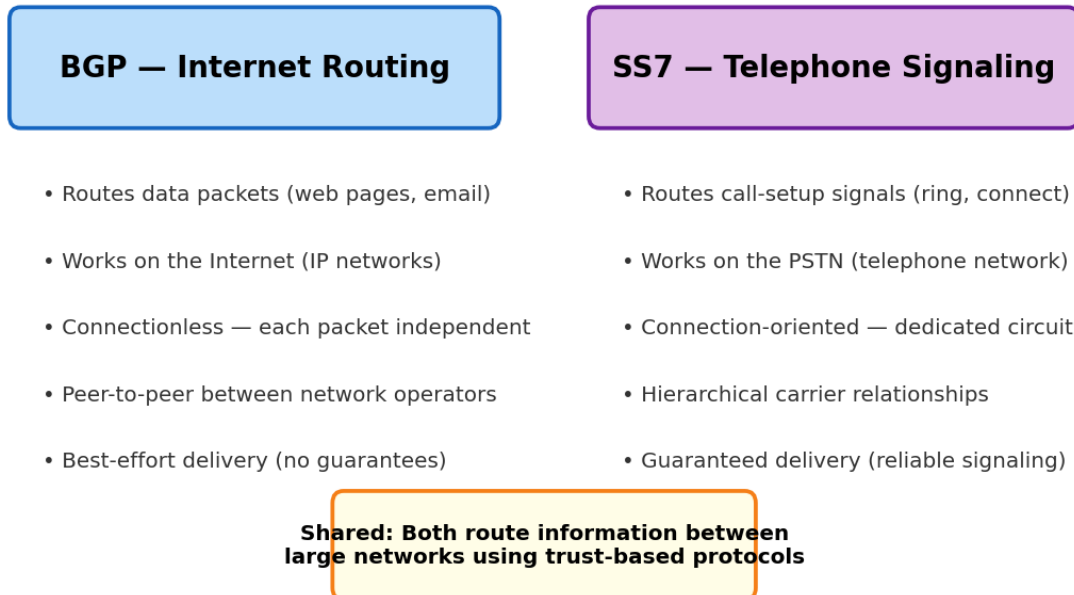 BGP — Internet Routing
• Routes data packets (web pages, email)
• Works on the Internet (IP networks)
• Connectionless — each packet independent
• Peer-to-peer between network operators
• Best-effort delivery (no guarantees)
SS7 — Telephone Signaling
• Routes call-setup signals (ring, connect)
• Works on the PSTN (telephone network)
• Connection-oriented — dedicated circuit
• Hierarchical carrier relationships
• Guaranteed delivery (reliable signaling)
Shared: Both route information between
large networks using trust-based protocols